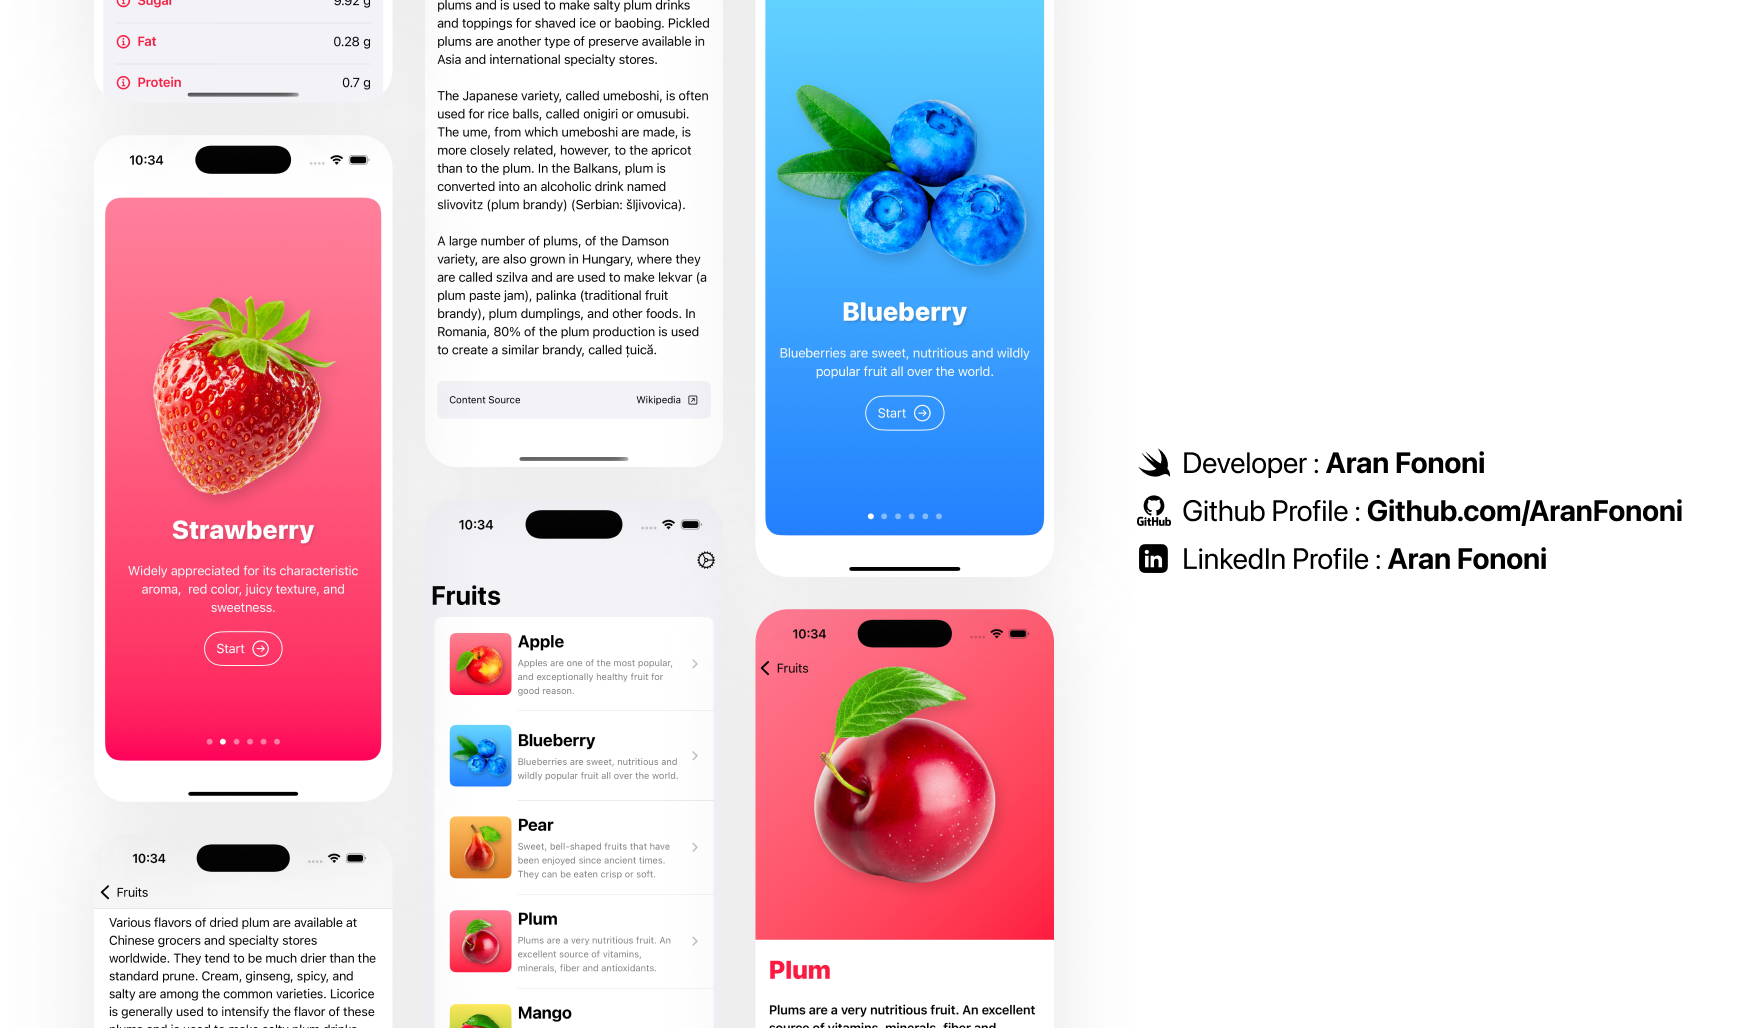 Sugar 9.92 g
Fat 0.28 g
Protein 0.7 g
10:34
Strawberry
Widely appreciated for its characteristic
aroma, red color, juicy texture, and
sweetness.
Start
10:34
Fruits
Various flavors of dried plum are available at
Chinese grocers and specialty stores
worldwide. They tend to be much drier than the
standard prune. Cream, ginseng, spicy, and
salty are among the common varieties. Licorice
is generally used to intensify the flavor of these
plums and is used to make salty plum drinks
plums and is used to make salty plum drinks
and toppings for shaved ice or baobing. Pickled
plums are another type of preserve available in
Asia and international specialty stores.
The Japanese variety, called umeboshi, is often
used for rice balls, called onigiri or omusubi.
The ume, from which umeboshi are made, is
more closely related, however, to the apricot
than to the plum. In the Balkans, plum is
converted into an alcoholic drink named
slivovitz (plum brandy) (Serbian: šljivovica).
A large number of plums, of the Damson
variety, are also grown in Hungary, where they
are called szilva and are used to make lekvar (a
plum paste jam), palinka (traditional fruit
brandy), plum dumplings, and other foods. In
Romania, 80% of the plum production is used
to create a similar brandy, called țuică.
Content Source Wikipedia
10:34
Fruits
Apple
Apples are one of the most popular,
and exceptionally healthy fruit for
good reason.
Blueberry
Blueberries are sweet, nutritious and
wildly popular fruit all over the world.
Pear
Sweet, bell-shaped fruits that have
been enjoyed since ancient times.
They can be eaten crisp or soft.
Plum
Plums are a very nutritious fruit. An
excellent source of vitamins,
minerals, fiber and antioxidants.
Mango
Blueberry
Blueberries are sweet, nutritious and wildly
popular fruit all over the world.
Start
10:34
Fruits
Plum
Plums are a very nutritious fruit. An excellent
source of vitamins, minerals, fiber and
Developer : Aran Fononi
GitHub
Github Profile : Github.com/AranFononi
in
LinkedIn Profile : Aran Fononi